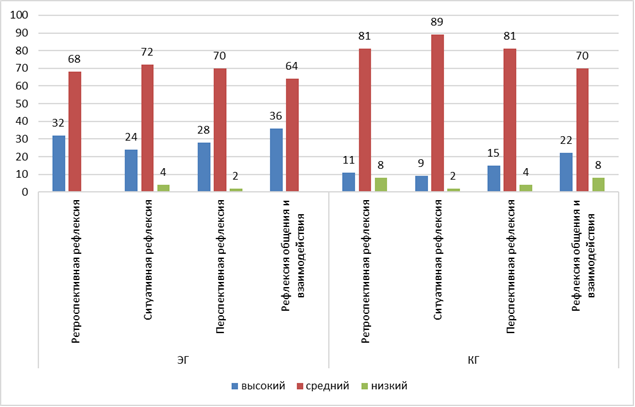 100
90
80
70
60
50
40
30
20
10
0
32 68
24 72 4
28 70 2
36 64
11 81 8
9 89 2
15 81 4
22 70 8
Ретроспективная рефлексия
Ситуативная рефлексия
Перспективная рефлексия
Рефлексия общения и
взаимодействия
Ретроспективная рефлексия
Ситуативная рефлексия
Перспективная рефлексия
Рефлексия общения и
взаимодействия
ЭГ КГ
высокий средний низкий